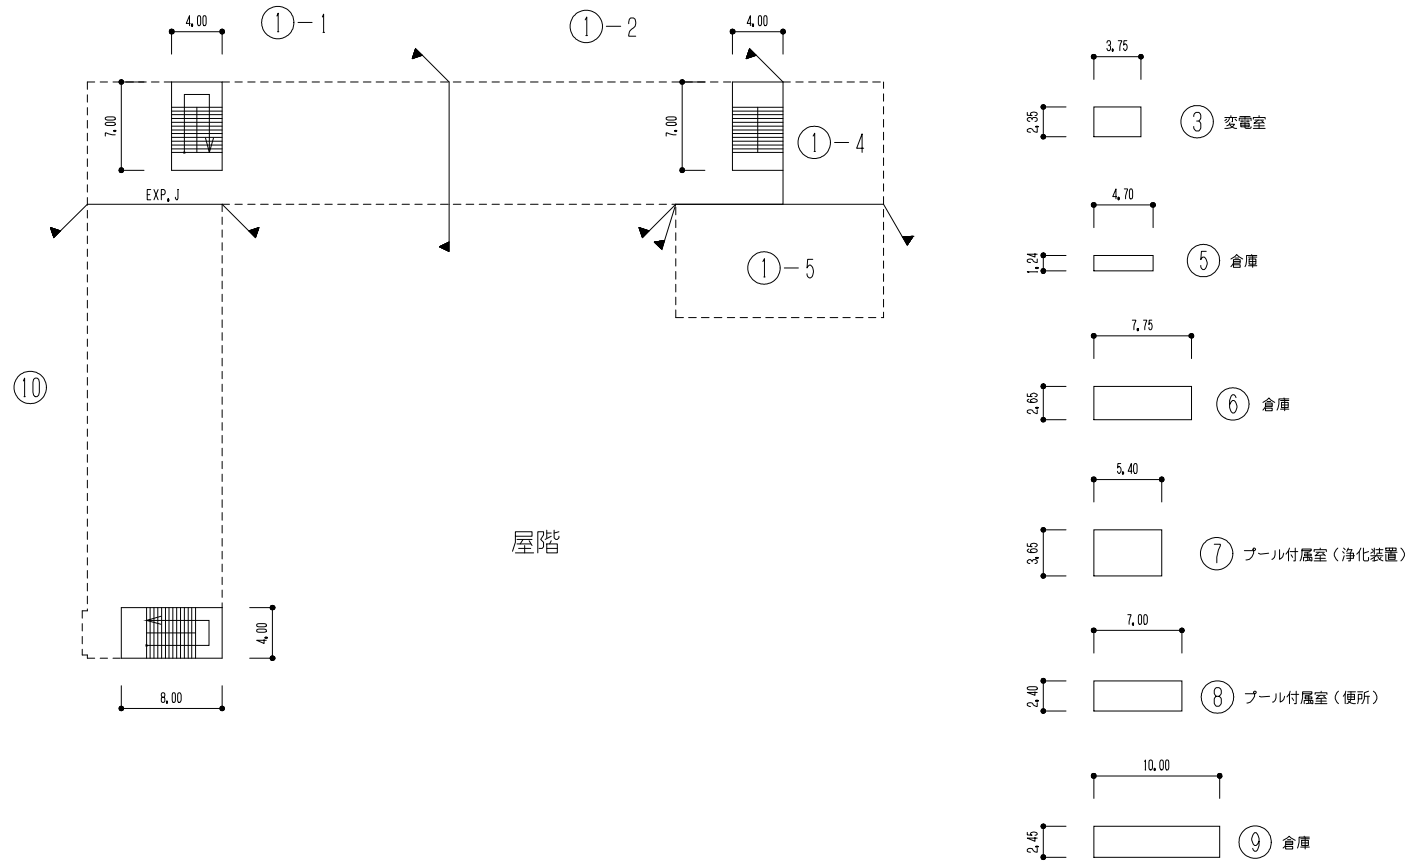 4.00
①-1
①-2
4.00
7.00
7.00
①-4
EXP.J
①-5
⑩
屋階
4.00
8.00
3.75
2.35
③ 変電室
4.70
1.24
⑤ 倉庫
7.75
2.65
⑥ 倉庫
5.40
3.65
⑦ プール付属室(浄化装置)
7.00
2.40
⑧ プール付属室(便所)
10.00
2.45
⑨ 倉庫